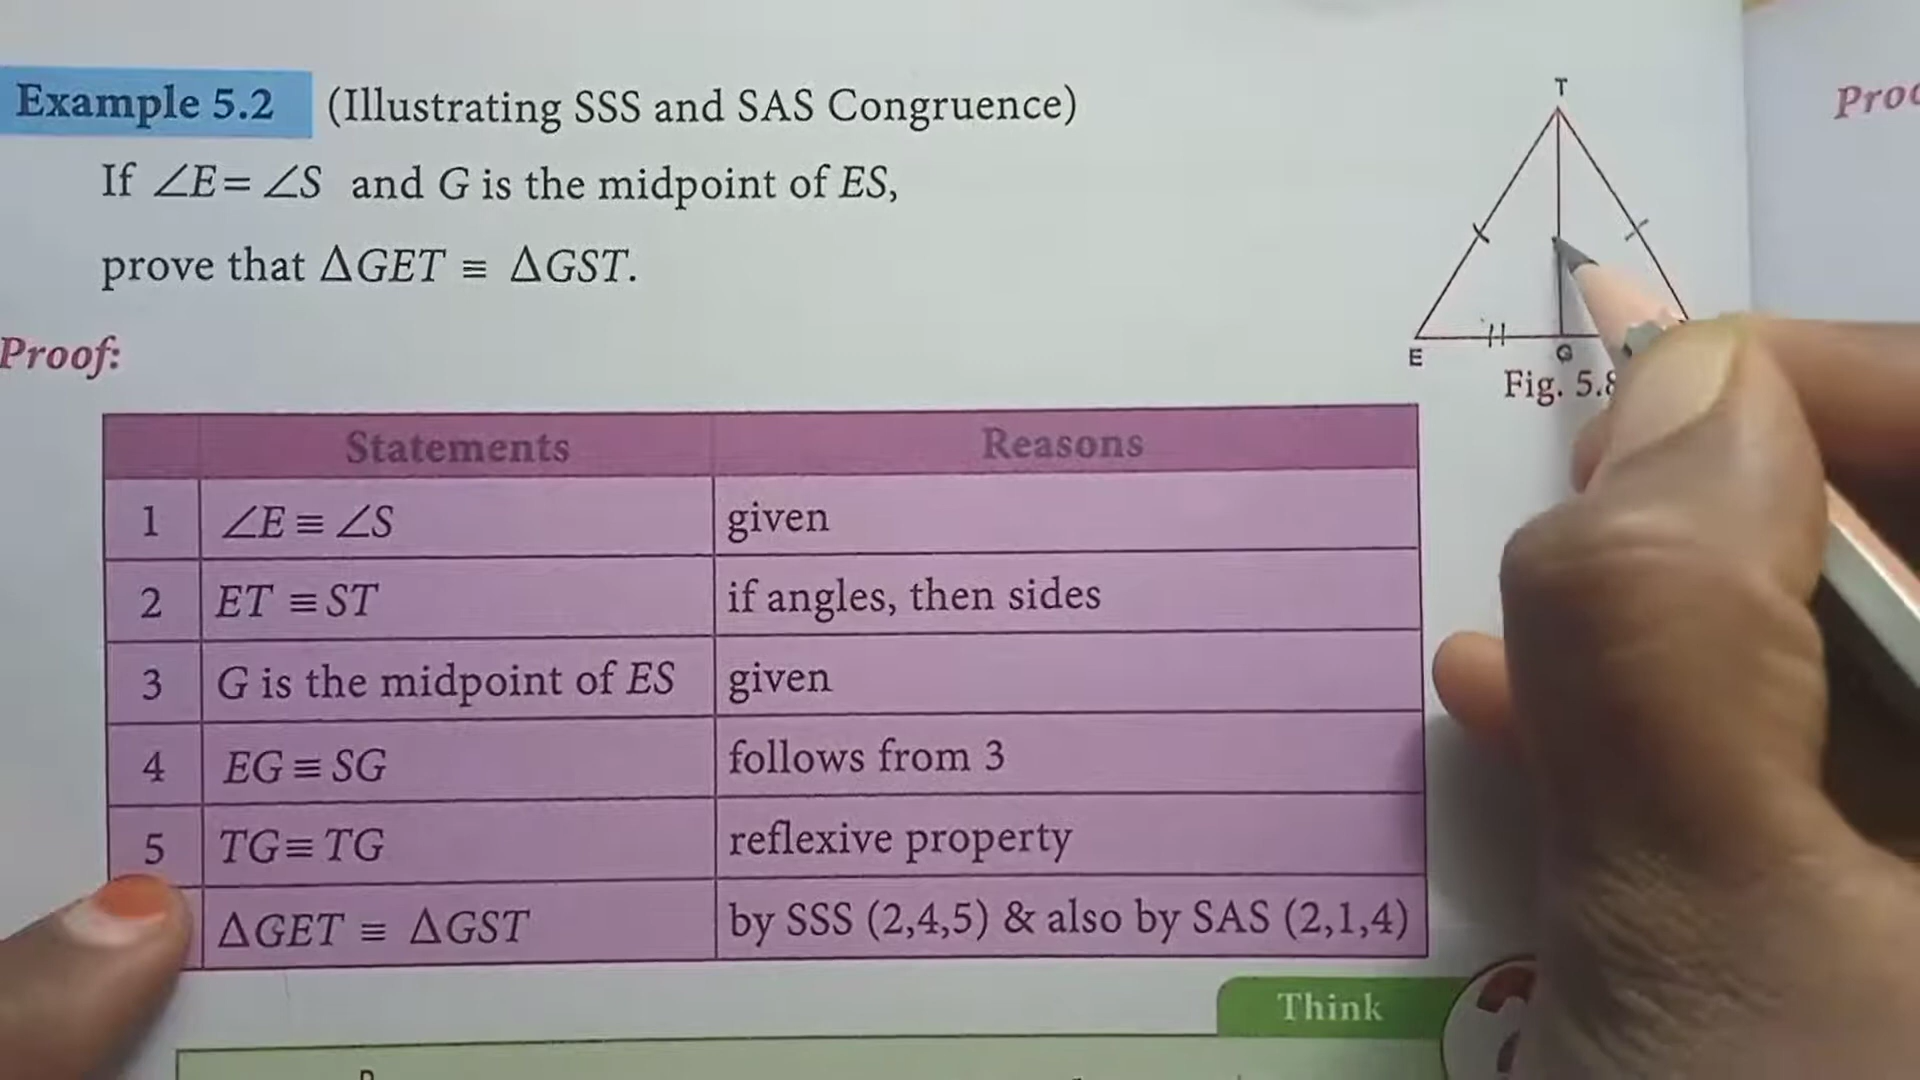 Example 5.2 (Illustrating SSS and SAS Congruence)
If ∠E= ∠S and G is the midpoint of ES,
prove that ΔGET ≡ ΔGST.
T
E
G
Fig. 5.8
Proof:
Statements Reasons
1 ∠E ≡ ∠S given
2 ET ≡ ST if angles, then sides
3 G is the midpoint of ES given
4 EG ≡ SG follows from 3
5 TG≡ TG reflexive property
ΔGET ≡ ΔGST by SSS (2,4,5) & also by SAS (2,1,4)
Think